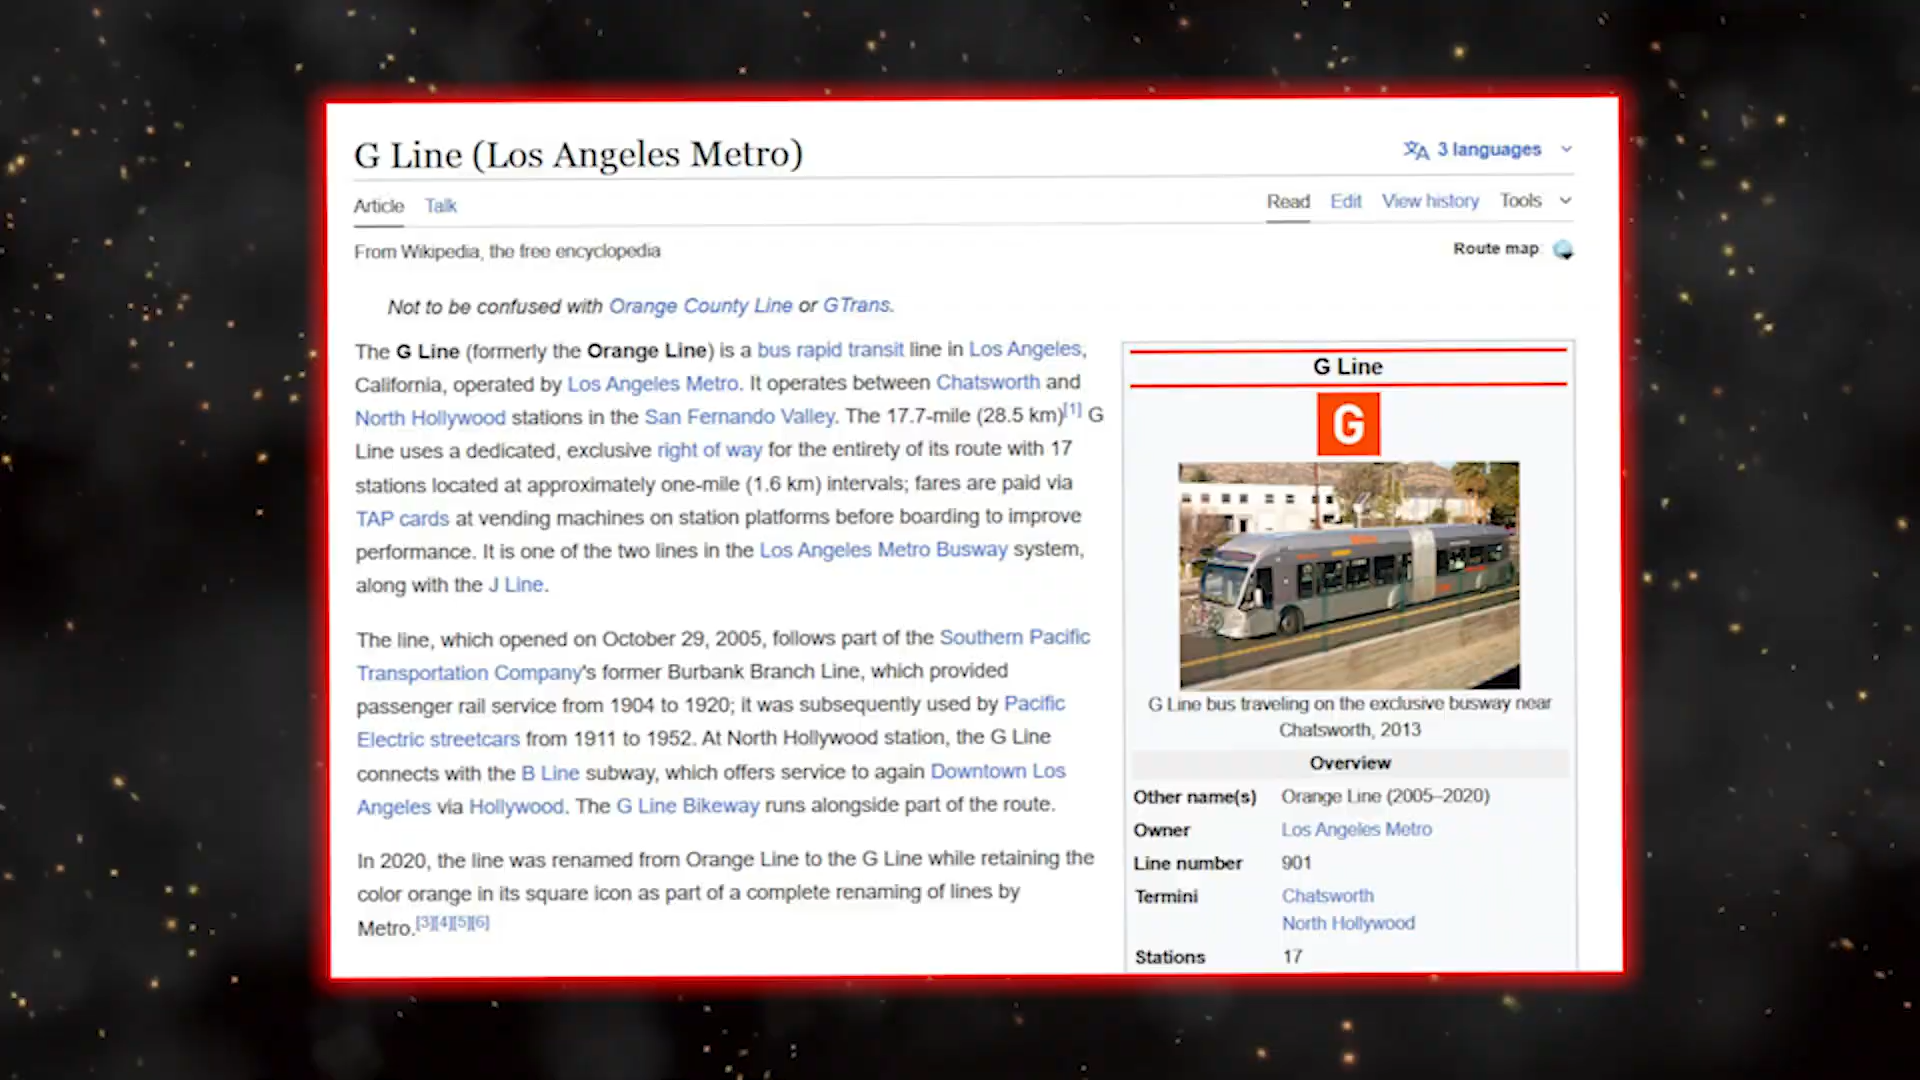 G Line (Los Angeles Metro)
3 languages
Article Talk
Read Edit View history Tools
From Wikipedia, the free encyclopedia
Route map
Not to be confused with Orange County Line or GTrans.
The G Line (formerly the Orange Line) is a bus rapid transit line in Los Angeles,
California, operated by Los Angeles Metro. It operates between Chatsworth and
North Hollywood stations in the San Fernando Valley. The 17.7-mile (28.5 km)[1] G
Line uses a dedicated, exclusive right of way for the entirety of its route with 17
stations located at approximately one-mile (1.6 km) intervals; fares are paid via
TAP cards at vending machines on station platforms before boarding to improve
performance. It is one of the two lines in the Los Angeles Metro Busway system,
along with the J Line.
The line, which opened on October 29, 2005, follows part of the Southern Pacific
Transportation Company's former Burbank Branch Line, which provided
passenger rail service from 1904 to 1920; it was subsequently used by Pacific
Electric streetcars from 1911 to 1952. At North Hollywood station, the G Line
connects with the B Line subway, which offers service to again Downtown Los
Angeles via Hollywood. The G Line Bikeway runs alongside part of the route.
In 2020, the line was renamed from Orange Line to the G Line while retaining the
color orange in its square icon as part of a complete renaming of lines by
Metro.[3][4][5][6]
G Line
G
G Line bus traveling on the exclusive busway near
Chatsworth, 2013
Overview
Other name(s) Orange Line (2005–2020)
Owner Los Angeles Metro
Line number 901
Termini Chatsworth
North Hollywood
Stations 17